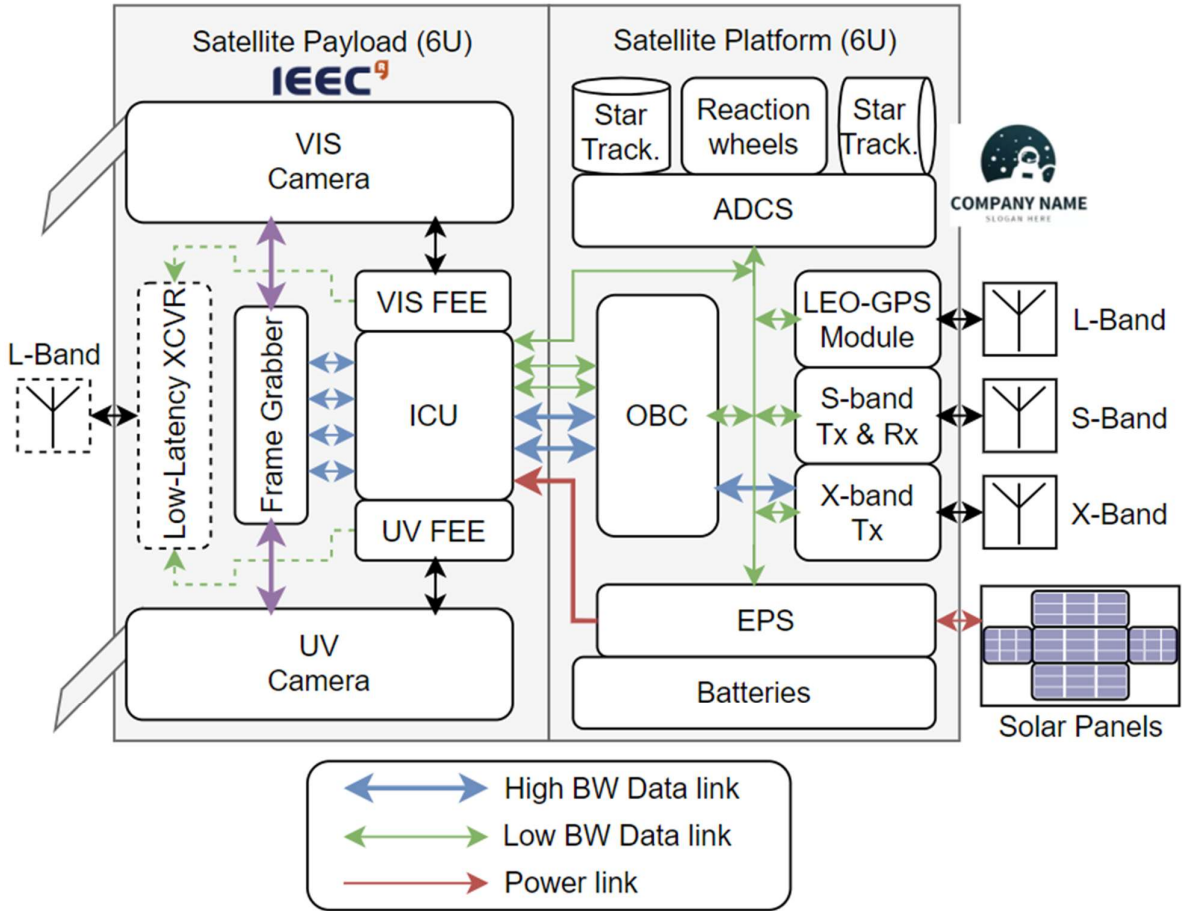 Satellite Payload (6U)
IEEC
R
Satellite Platform (6U)
VIS
Camera
Star
Track.
Reaction
wheels
Star
Track.
ADCS
COMPANY NAME
SLOGAN HERE
L-Band
Low-Latency XCVR
Frame Grabber
VIS FEE
ICU
UV FEE
OBC
LEO-GPS
Module
S-band
Tx & Rx
X-band
Tx
L-Band
S-Band
X-Band
UV
Camera
EPS
Batteries
Solar Panels
High BW Data link
Low BW Data link
Power link